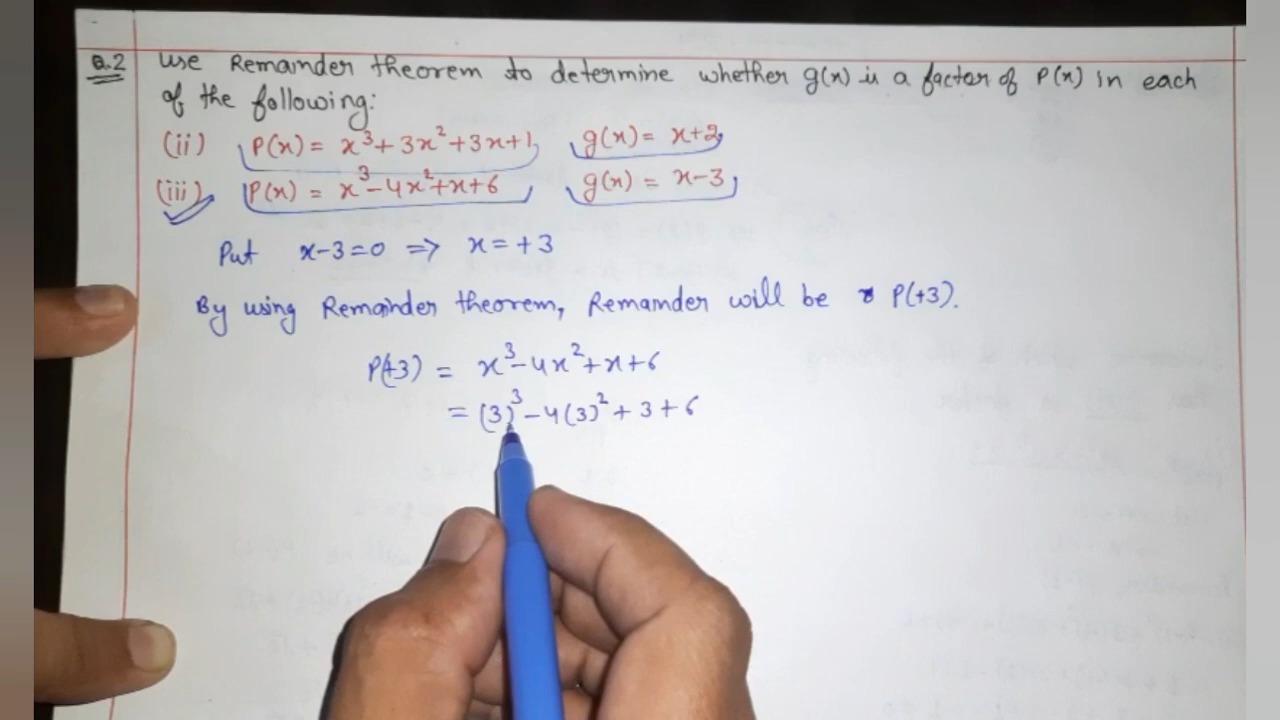 Q.2 Use Remainder theorem to determine whether g(x) is a factor of P(x) in each
of the following:
(ii) P(x) = x³+ 3x²+3x+1, g(x)= x+2,
(iii) P(x) = x³-4x²+x+6, g(x) = x-3,
Put x-3=0 => x=+3
By using Remainder theorem, Remainder will be P(+3).
P(+3) = x³-4x²+x+6
= (3)³-4(3)²+3+6